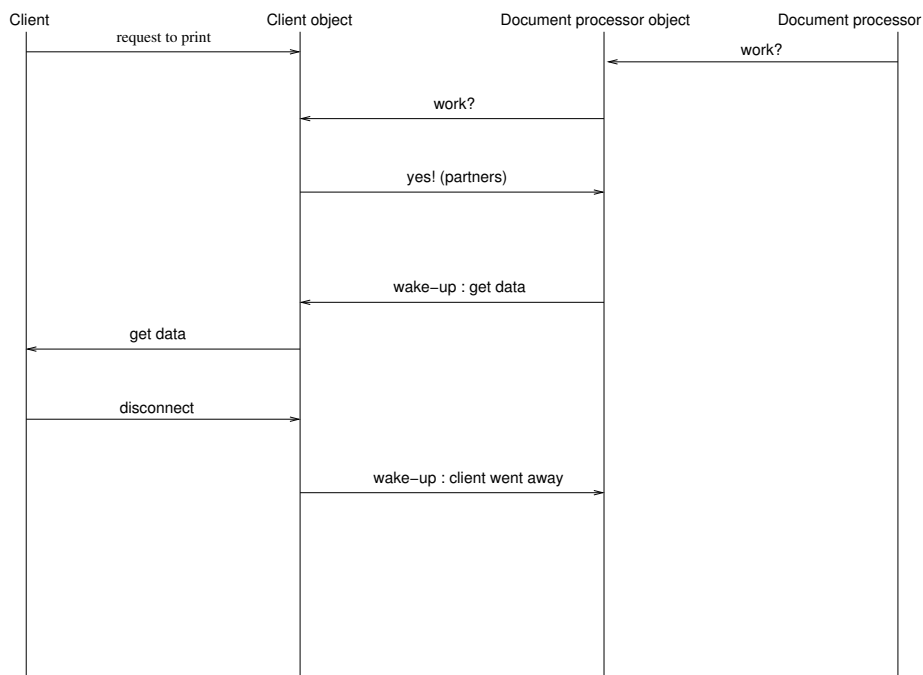 Client
Client object
Document processor object
Document processor
request to print
work?
work?
yes! (partners)
wake−up : get data
get data
disconnect
wake−up : client went away